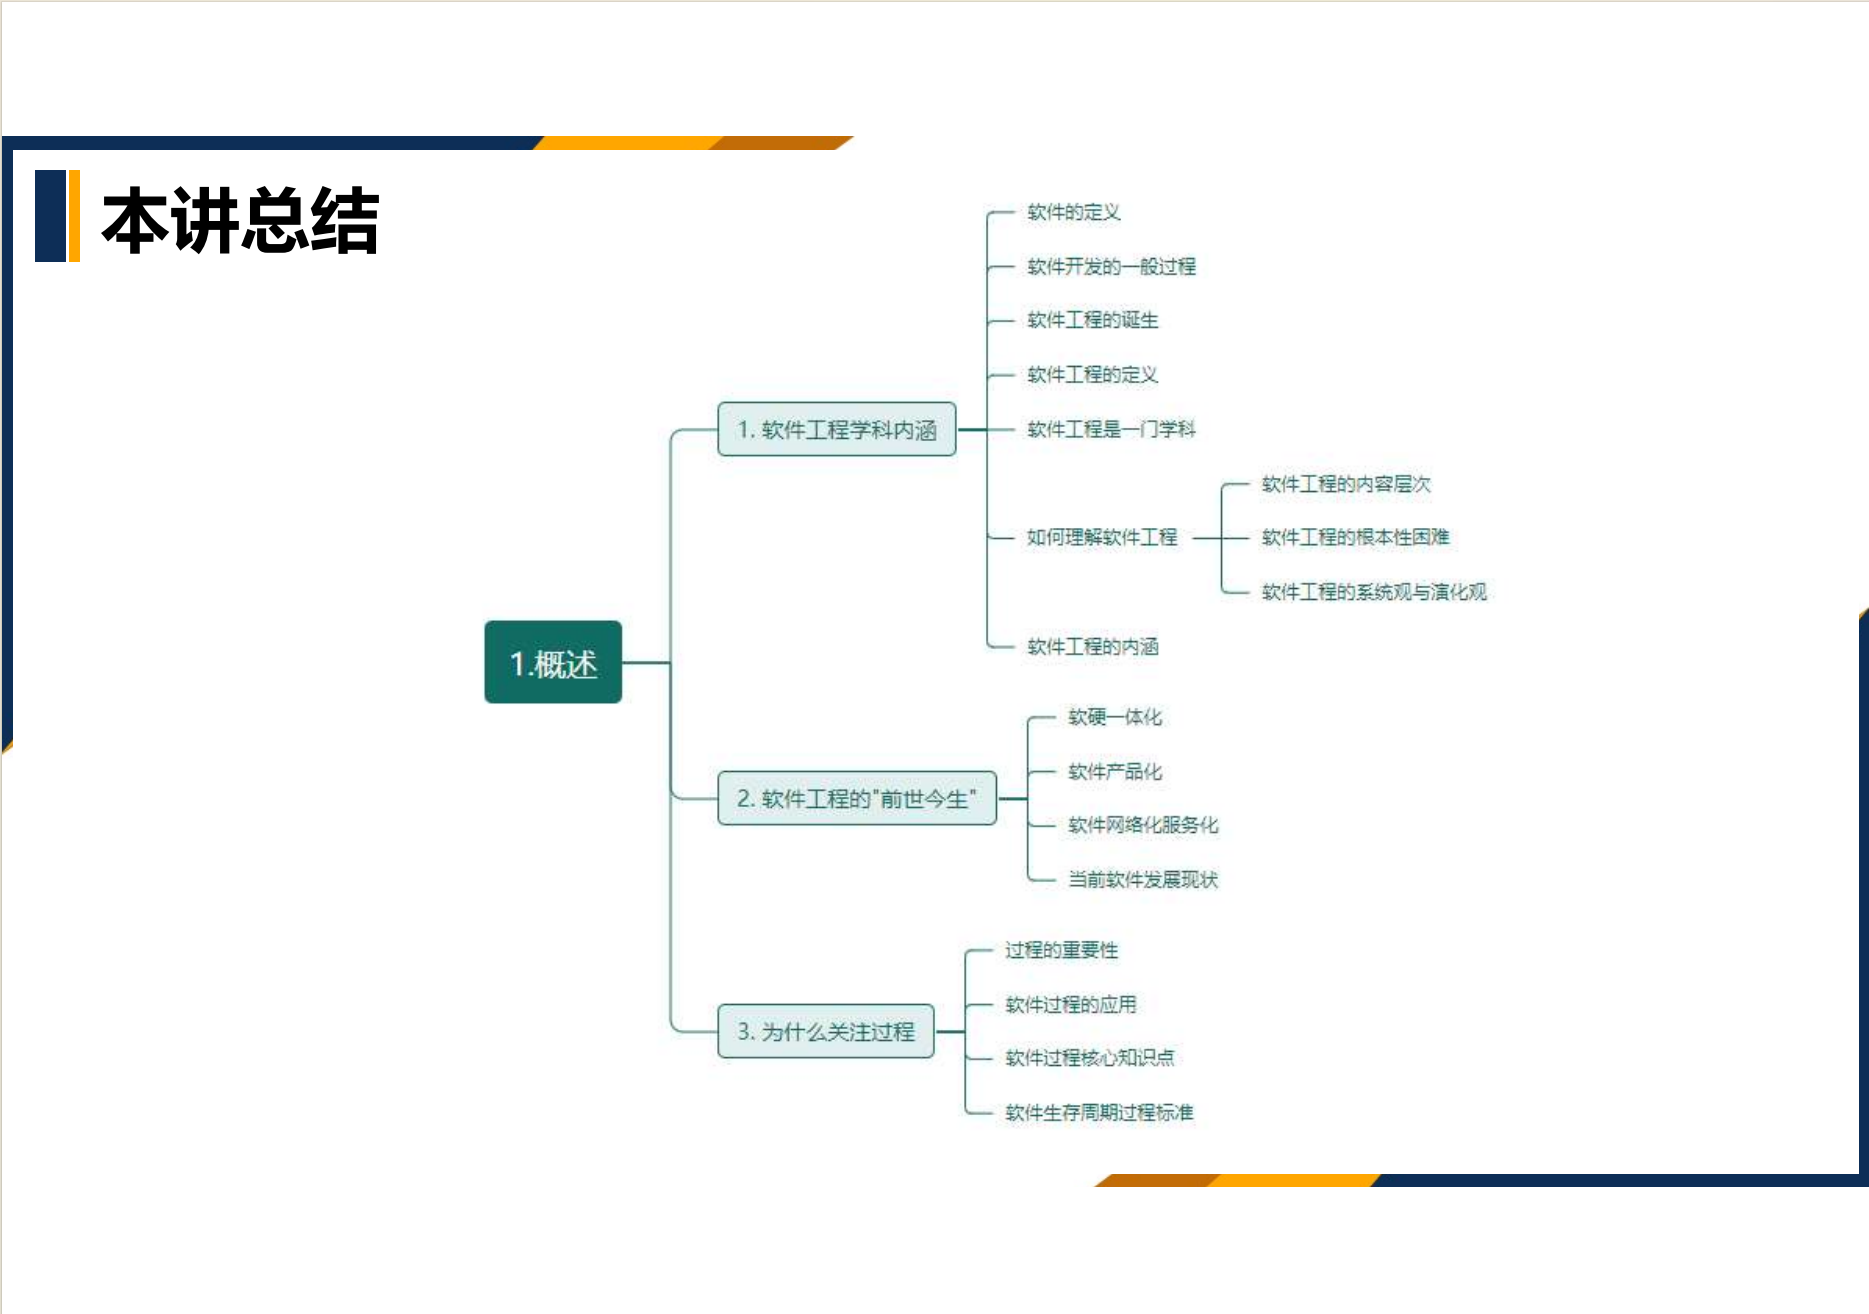 本讲总结
1.概述
1. 软件工程学科内涵
软件的定义
软件开发的一般过程
软件工程的诞生
软件工程的定义
软件工程是一门学科
如何理解软件工程
软件工程的内容层次
软件工程的根本性困难
软件工程的系统观与演化观
软件工程的内涵
2. 软件工程的"前世今生"
软硬一体化
软件产品化
软件网络化服务化
当前软件发展现状
3. 为什么关注过程
过程的重要性
软件过程的应用
软件过程核心知识点
软件生存周期过程标准